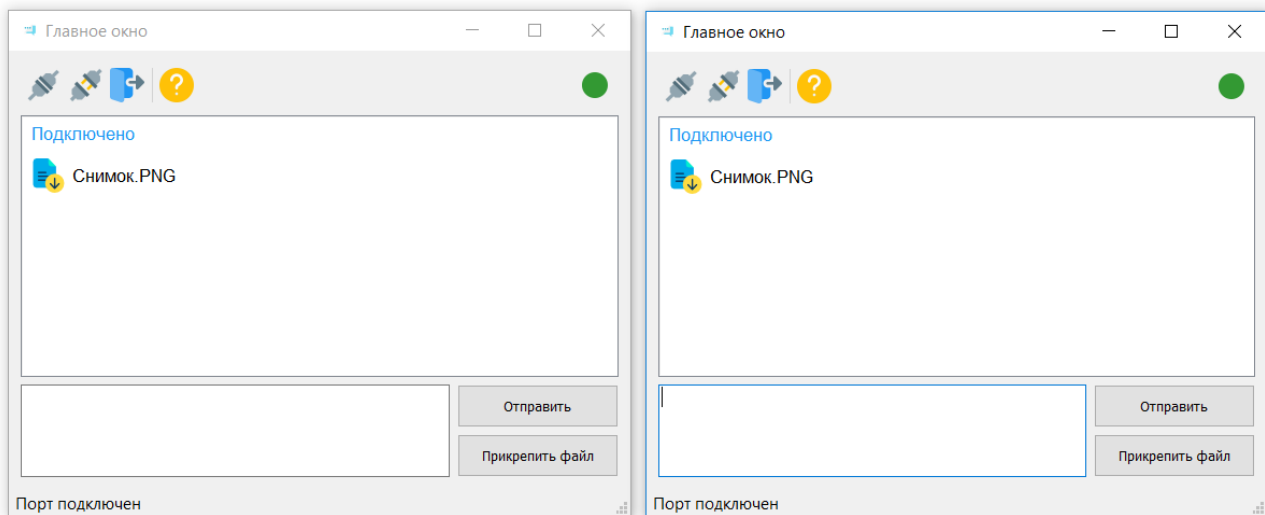 Главное окно
Подключено
Снимок.PNG
Отправить
Прикрепить файл
Порт подключен
Главное окно
Подключено
Снимок.PNG
Отправить
Прикрепить файл
Порт подключен